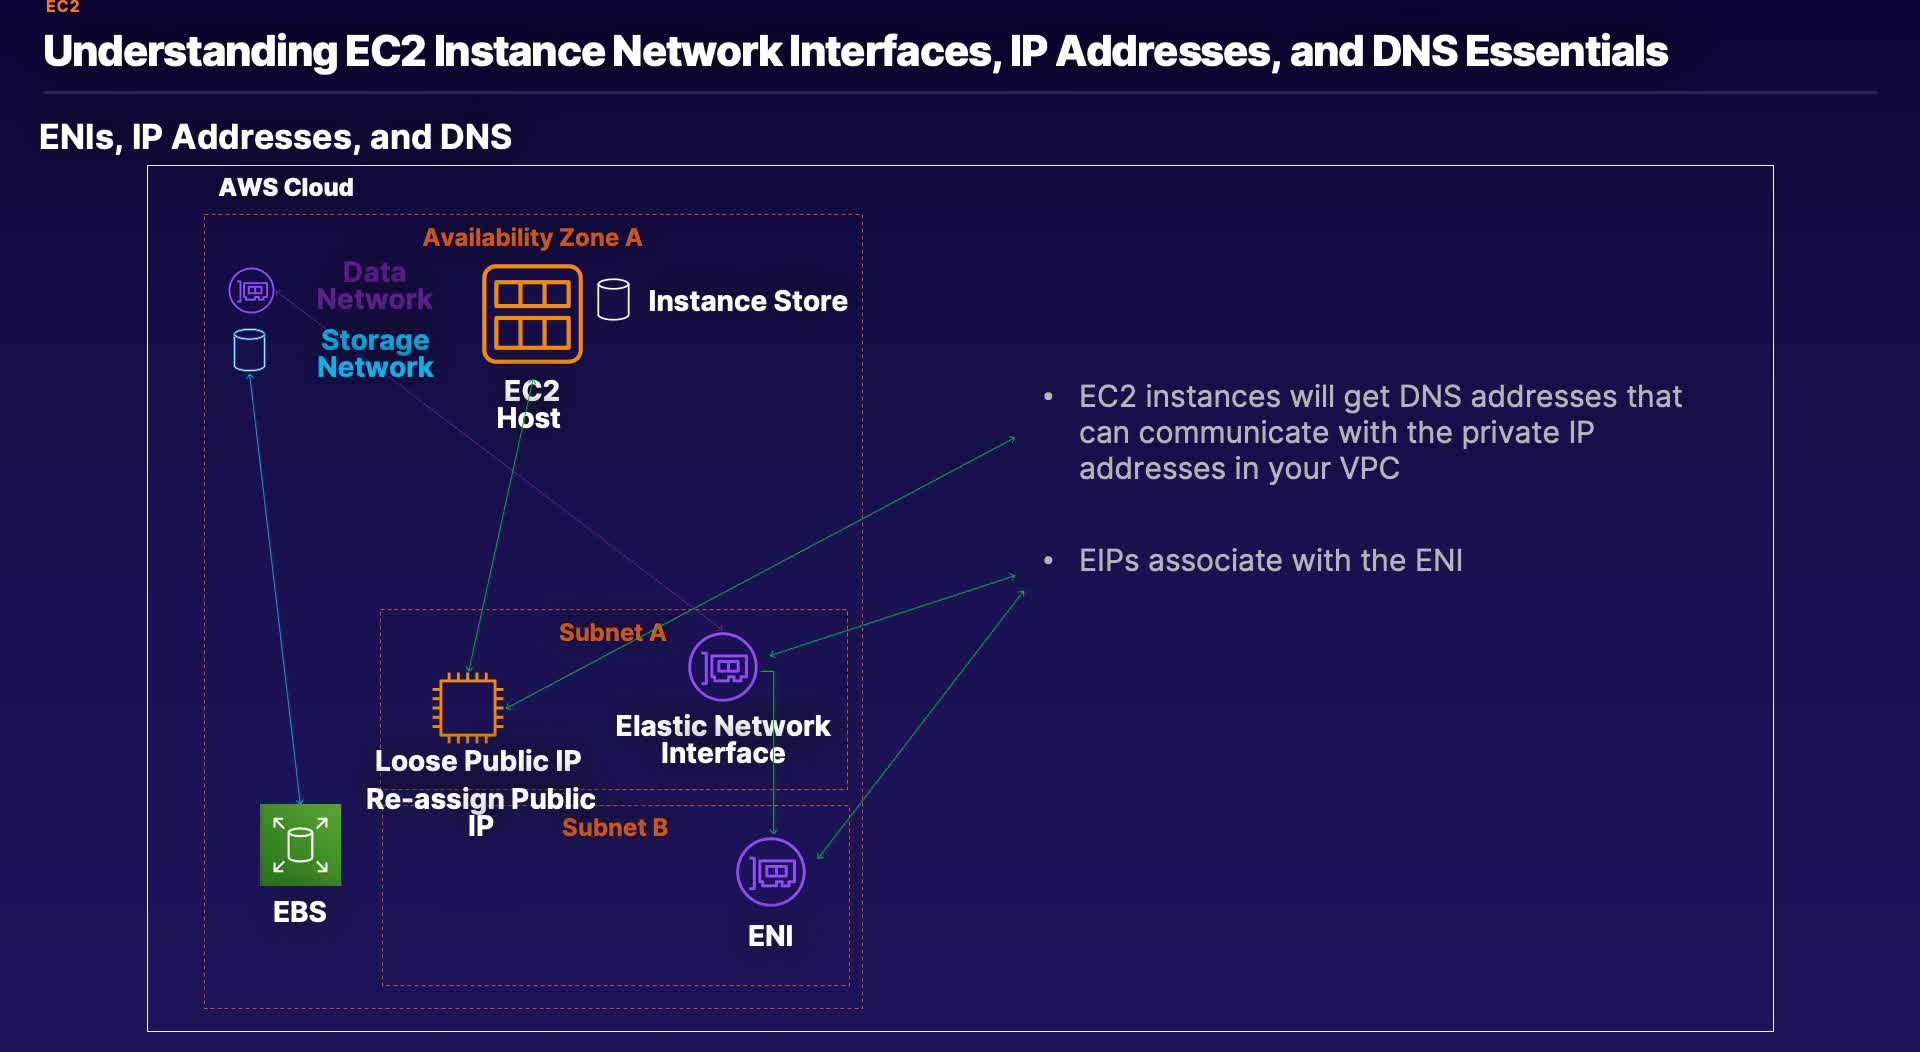 EC2
Understanding EC2 Instance Network Interfaces, IP Addresses, and DNS Essentials
ENIs, IP Addresses, and DNS
AWS Cloud
Availability Zone A
Data
Network
Storage
Network
Instance Store
EC2
Host
• EC2 instances will get DNS addresses that
can communicate with the private IP
addresses in your VPC
• EIPs associate with the ENI
Subnet A
Elastic Network
Interface
Loose Public IP
Re-assign Public
IP
Subnet B
EBS
ENI